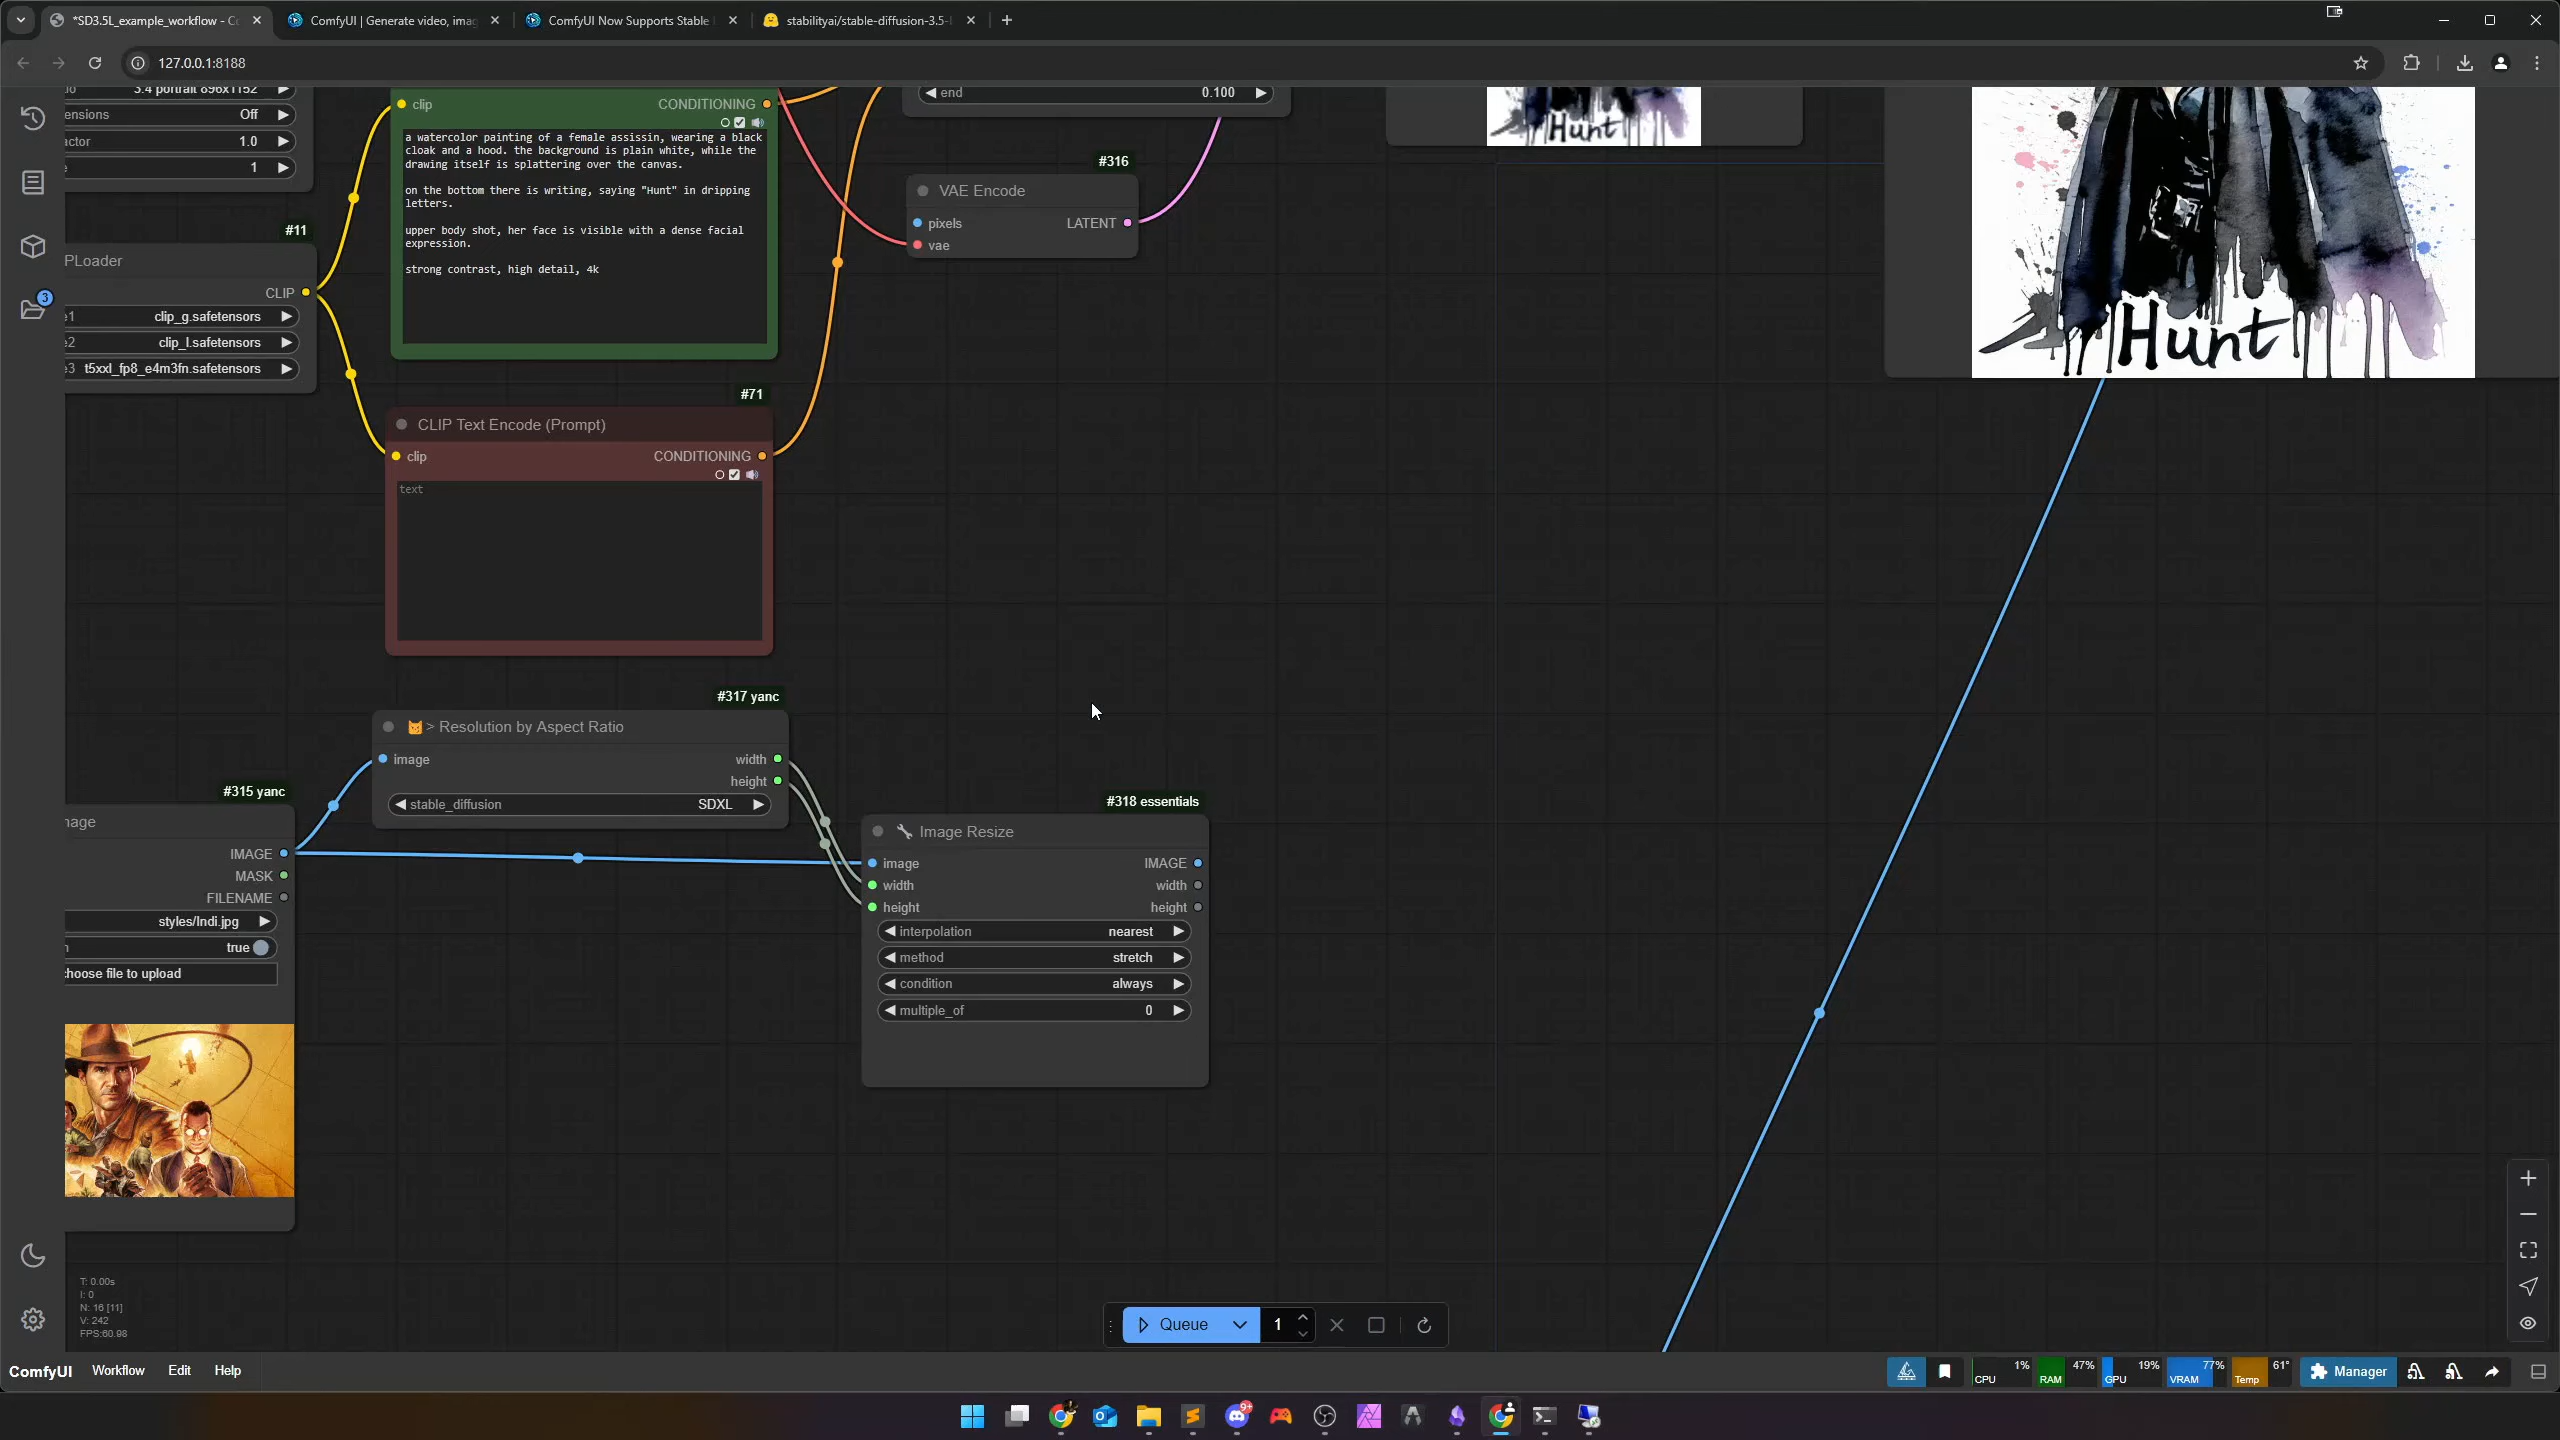 *SD3.5L_example_workflow - C
ComfyUI | Generate video, imag
ComfyUI Now Supports Stable
stabilityai/stable-diffusion-3.5-
127.0.0.1:8188
3:4 portrait 896x1152
ensions Off
actor 1.0
1
#11
PLoader
CLIP
clip_g.safetensors
clip_l.safetensors
t5xxl_fp8_e4m3fn.safetensors
clip CONDITIONING
a watercolor painting of a female assissin, wearing a black
cloak and a hood. the background is plain white, while the
drawing itself is splattering over the canvas.
on the bottom there is writing, saying "Hunt" in dripping
letters.
upper body shot, her face is visible with a dense facial
expression.
strong contrast, high detail, 4k
#71
CLIP Text Encode (Prompt)
clip CONDITIONING
text
end 0.100
#316
VAE Encode
pixels LATENT
vae
Hunt
Hunt
#317 yanc
> Resolution by Aspect Ratio
image width
height
stable_diffusion SDXL
#315 yanc
mage
IMAGE
MASK
FILENAME
styles/Indi.jpg
true
choose file to upload
#318 essentials
Image Resize
image IMAGE
width width
height height
interpolation nearest
method stretch
condition always
multiple_of 0
T: 0.00s
I: 0
N: 16 [11]
V: 242
FPS:60.98
Queue 1
3
ComfyUI Workflow Edit Help
CPU 1% RAM 47% GPU 19% VRAM 77% Temp 61° Manager
9+